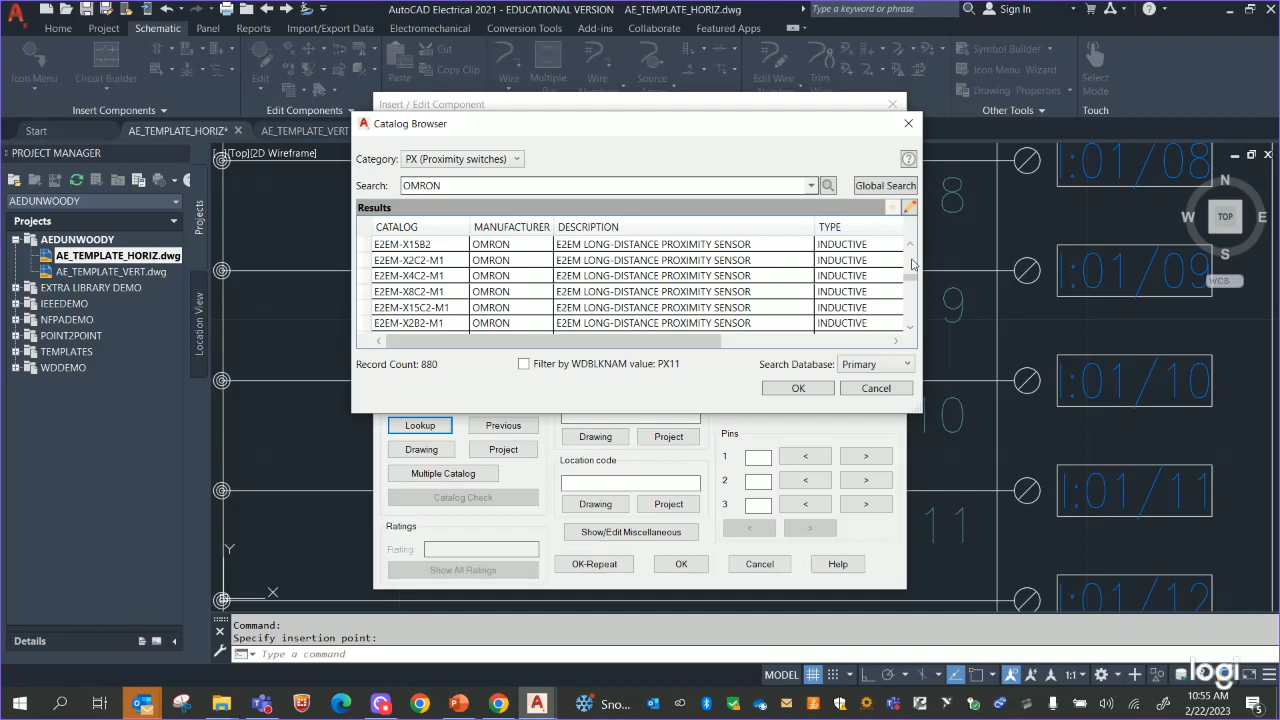 AutoCAD Electrical 2021 - EDUCATIONAL VERSION AE_TEMPLATE_HORIZ.dwg
Type a keyword or phrase
Sign In
Home Project Schematic Panel Reports Import/Export Data Electromechanical Conversion Tools Add-ins Collaborate Featured Apps
Icon Menu
Circuit Builder
Edit
Cut
Copy Clip
Paste
Wire
Multiple
Wire
Source
Edit Wire
Trim
Symbol Builder
Icon Menu Wizard
Drawing Properties
Select
Mode
Insert Components
Edit Components
Other Tools
Touch
Start
AE_TEMPLATE_HORIZ*
AE_TEMPLATE_VERT
PROJECT MANAGER
AEDUNWOODY
Projects
AEDUNWOODY
AE_TEMPLATE_HORIZ.dwg
AE_TEMPLATE_VERT.dwg
EXTRA LIBRARY DEMO
IEEEDEMO
NFPADEMO
POINT2POINT
TEMPLATES
WDDEMO
Projects
Location View
Details
[Top][2D Wireframe]
Insert / Edit Component
Catalog Browser
Category: PX (Proximity switches)
Search: OMRON
Global Search
Results
CATALOG MANUFACTURER DESCRIPTION TYPE
E2EM-X15B2 OMRON E2EM LONG-DISTANCE PROXIMITY SENSOR INDUCTIVE
E2EM-X2C2-M1 OMRON E2EM LONG-DISTANCE PROXIMITY SENSOR INDUCTIVE
E2EM-X4C2-M1 OMRON E2EM LONG-DISTANCE PROXIMITY SENSOR INDUCTIVE
E2EM-X8C2-M1 OMRON E2EM LONG-DISTANCE PROXIMITY SENSOR INDUCTIVE
E2EM-X15C2-M1 OMRON E2EM LONG-DISTANCE PROXIMITY SENSOR INDUCTIVE
E2EM-X2B2-M1 OMRON E2EM LONG-DISTANCE PROXIMITY SENSOR INDUCTIVE
Record Count: 880
Filter by WDBLKNAM value: PX11
Search Database: Primary
OK Cancel
Lookup Previous
Drawing Project
Multiple Catalog
Catalog Check
Ratings
Rating
Show All Ratings
Drawing Project
Location code
Drawing Project
Show/Edit Miscellaneous
Pins
1 < >
2 < >
3 < >
< >
OK-Repeat OK Cancel Help
8
9
10
11
I:01/08
I:01/09
I:01/10
I:01/11
I:01/12
N
W TOP E
S
WCS
Y
X
Command:
Specify insertion point:
Type a command
MODEL
1:1
logi
Sno...
10:55 AM
2/22/2023